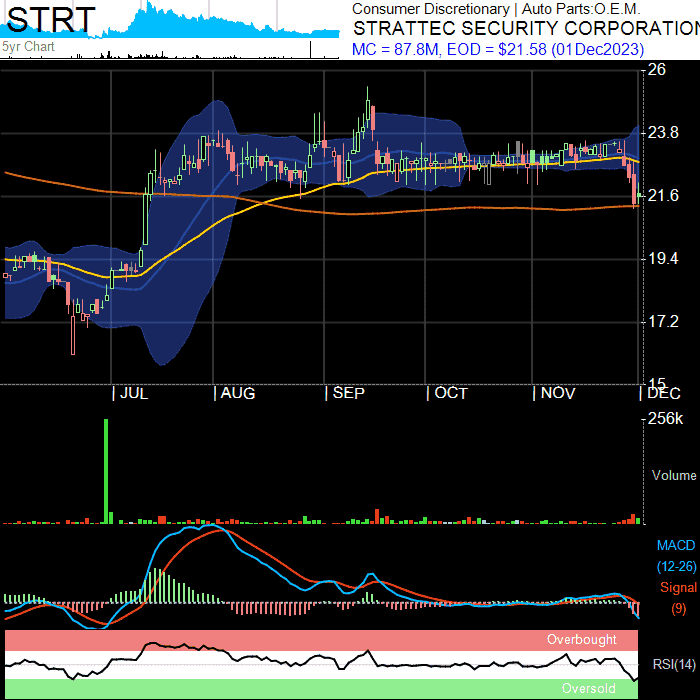 STRT
5yr Chart
Consumer Discretionary | Auto Parts:O.E.M.
STRATTEC SECURITY CORPORATION
MC = 87.8M, EOD = $21.58 (01Dec2023)
26
23.8
21.6
19.4
17.2
15
JUL AUG SEP OCT NOV DEC
256k
Volume
MACD
(12-26)
Signal
(9)
Overbought
RSI(14)
Oversold